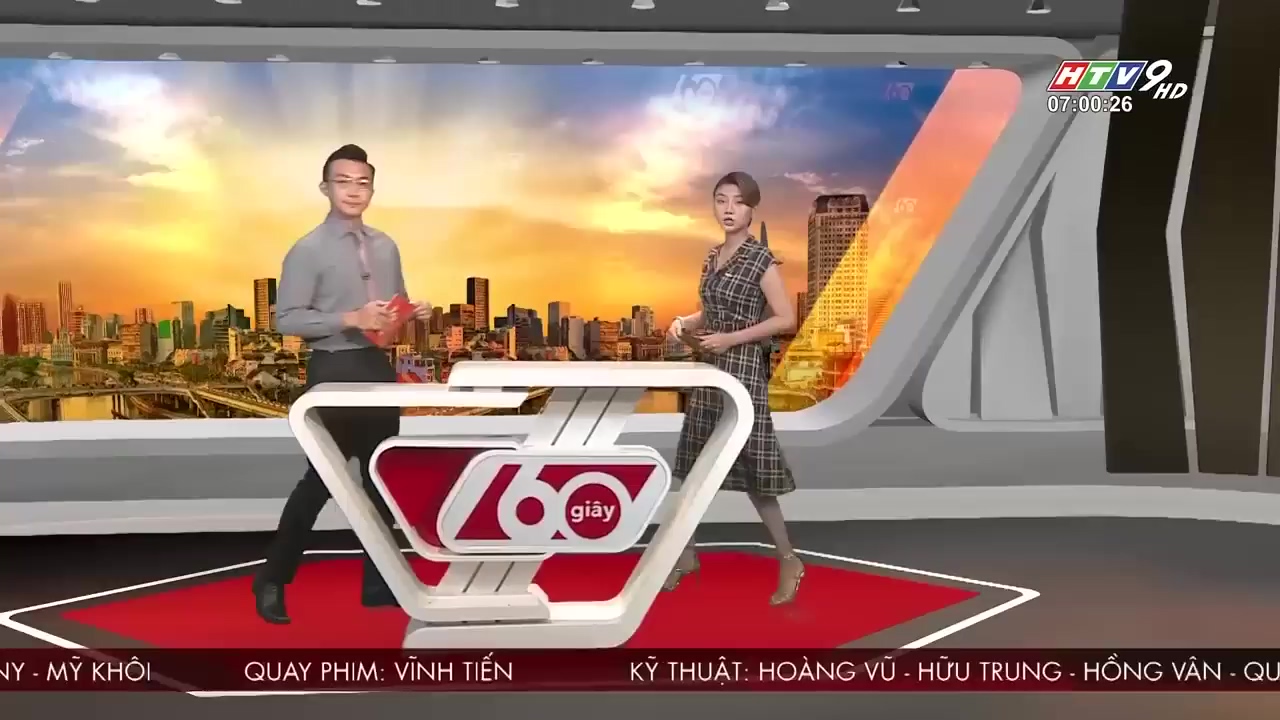 HTV9 HD
07:00:26
60 giây
NY - MỸ KHÔI QUAY PHIM: VĨNH TIẾN KỸ THUẬT: HOÀNG VŨ - HỮU TRUNG - HỒNG VÂN - QU